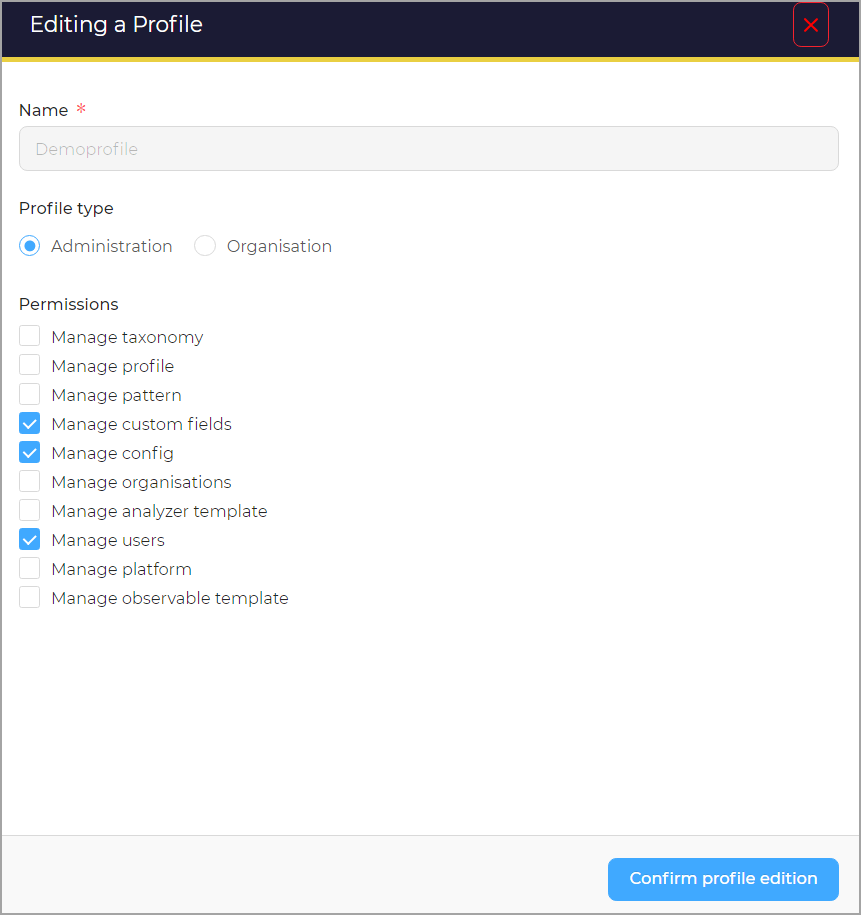 Editing a Profile
Name *
Demoprofile
Profile type
Administration Organisation
Permissions
Manage taxonomy
Manage profile
Manage pattern
Manage custom fields
Manage config
Manage organisations
Manage analyzer template
Manage users
Manage platform
Manage observable template
Confirm profile edition